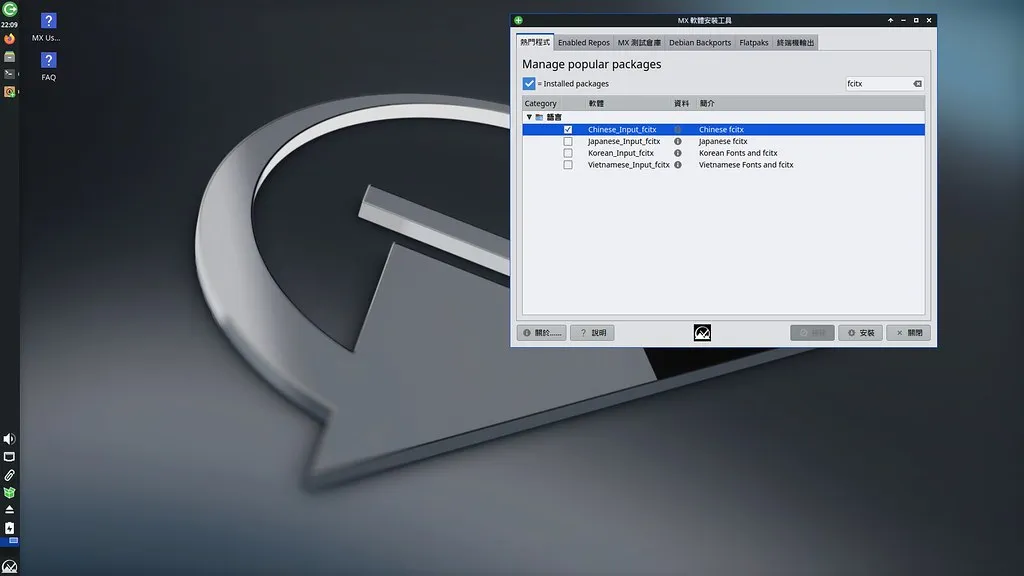 22:09
MX Us...
FAQ
MX 軟體安裝工具
熱門程式 Enabled Repos MX 測試倉庫 Debian Backports Flatpaks 終端機輸出
Manage popular packages
= Installed packages
fcitx
Category 軟體 資料 簡介
語言
Chinese_Input_fcitx Chinese fcitx
Japanese_Input_fcitx Japanese fcitx
Korean_Input_fcitx Korean Fonts and fcitx
Vietnamese_Input_fcitx Vietnamese Fonts and fcitx
關於...... 說明 安裝 關閉